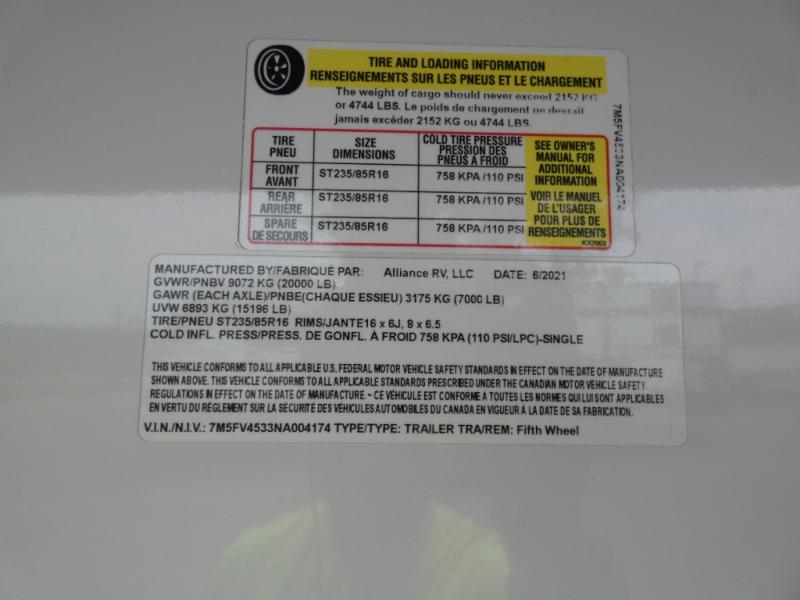 TIRE AND LOADING INFORMATION
RENSEIGNEMENTS SUR LES PNEUS ET LE CHARGEMENT
The weight of cargo should never exceed 2152 KG
or 4744 LBS. Le poids de chargement ne devrait
jamais excéder 2152 KG ou 4744 LBS.
TIRE PNEU SIZE DIMENSIONS COLD TIRE PRESSURE PRESSION DES PNEUS A FROID
FRONT AVANT ST235/85R16 758 KPA /110 PSI
REAR ARRIÈRE ST235/85R16 758 KPA /110 PSI
SPARE DE SECOURS ST235/85R16 758 KPA /110 PSI
SEE OWNER'S
MANUAL FOR
ADDITIONAL
INFORMATION
VOIR LE MANUEL
DE L'USAGER
POUR PLUS DE
RENSEIGNEMENTS
7M5FV4533NA004174
MANUFACTURED BY/FABRIQUÉ PAR: Alliance RV, LLC DATE: 6/2021
GVWR/PNBV 9072 KG (20000 LB)
GAWR (EACH AXLE)/PNBE(CHAQUE ESSIEU) 3175 KG (7000 LB)
UVW 6893 KG (15196 LB)
TIRE/PNEU ST235/85R16 RIMS/JANTE16 x 6J, 8 x 6.5
COLD INFL. PRESS/PRESS. DE GONFL. À FROID 758 KPA (110 PSI/LPC)-SINGLE
THIS VEHICLE CONFORMS TO ALL APPLICABLE U.S. FEDERAL MOTOR VEHICLE SAFETY STANDARDS IN EFFECT ON THE DATE OF MANUFACTURE
SHOWN ABOVE. THIS VEHICLE CONFORMS TO ALL APPLICABLE STANDARDS PRESCRIBED UNDER THE CANADIAN MOTOR VEHICLE SAFETY
REGULATIONS IN EFFECT ON THE DATE OF MANUFACTURE. ~ CE VÉHICULE EST CONFORME À TOUTES LES NORMES QUI LUI SONT APPLICABLES
EN VERTU DU RÈGLEMENT SUR LA SÉCURITÉ DES VÉHICULES AUTOMOBILES DU CANADA EN VIGUEUR À LA DATE DE SA FABRICATION.
V.I.N./N.I.V.: 7M5FV4533NA004174 TYPE/TYPE: TRAILER TRA/REM: Fifth Wheel